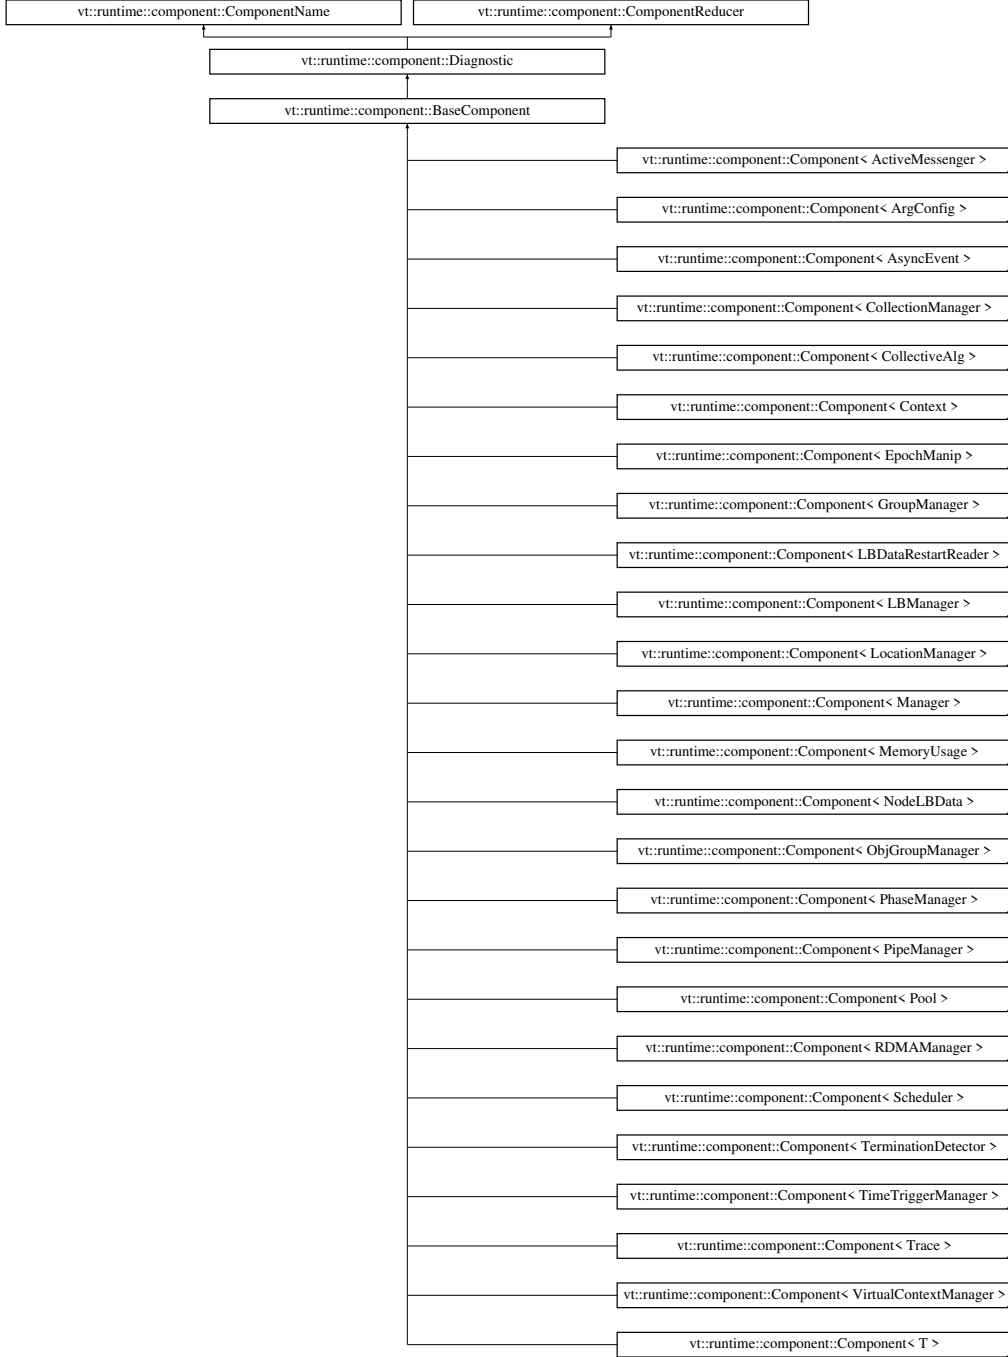 vt::runtime::component::ComponentName
vt::runtime::component::ComponentReducer
vt::runtime::component::Diagnostic
vt::runtime::component::BaseComponent
vt::runtime::component::Component< ActiveMessenger >
vt::runtime::component::Component< ArgConfig >
vt::runtime::component::Component< AsyncEvent >
vt::runtime::component::Component< CollectionManager >
vt::runtime::component::Component< CollectiveAlg >
vt::runtime::component::Component< Context >
vt::runtime::component::Component< EpochManip >
vt::runtime::component::Component< GroupManager >
vt::runtime::component::Component< LBDataRestartReader >
vt::runtime::component::Component< LBManager >
vt::runtime::component::Component< LocationManager >
vt::runtime::component::Component< Manager >
vt::runtime::component::Component< MemoryUsage >
vt::runtime::component::Component< NodeLBData >
vt::runtime::component::Component< ObjGroupManager >
vt::runtime::component::Component< PhaseManager >
vt::runtime::component::Component< PipeManager >
vt::runtime::component::Component< Pool >
vt::runtime::component::Component< RDMAManager >
vt::runtime::component::Component< Scheduler >
vt::runtime::component::Component< TerminationDetector >
vt::runtime::component::Component< TimeTriggerManager >
vt::runtime::component::Component< Trace >
vt::runtime::component::Component< VirtualContextManager >
vt::runtime::component::Component< T >